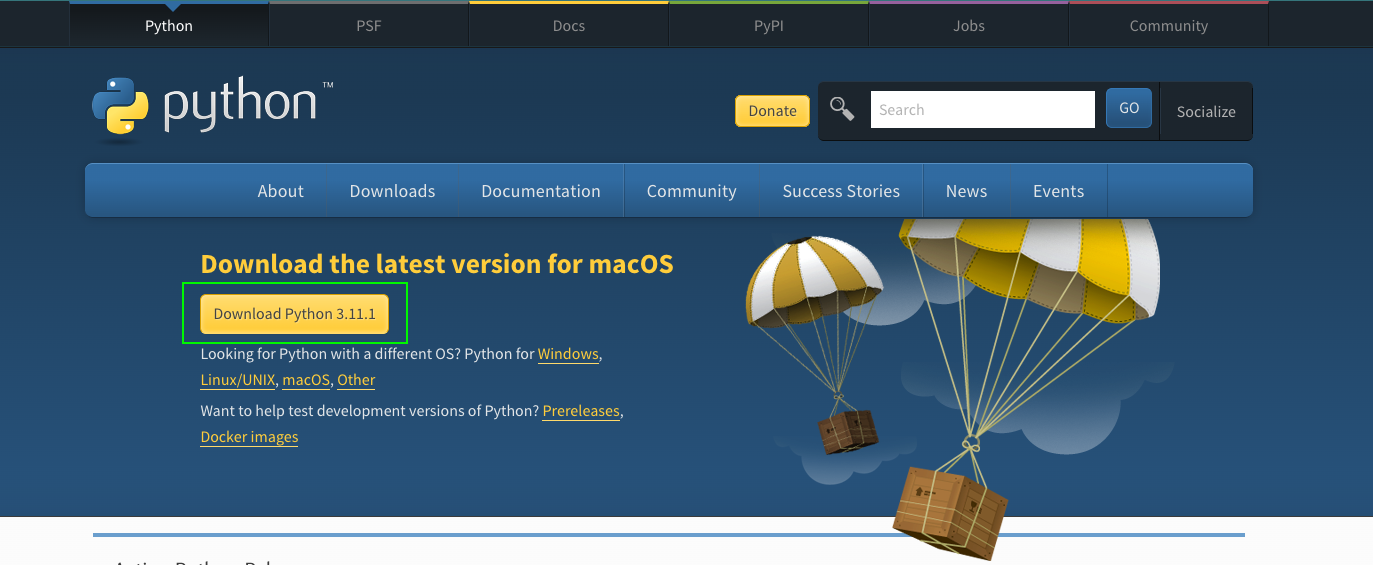 Python PSF Docs PyPI Jobs Community
python™
Donate Search GO Socialize
About Downloads Documentation Community Success Stories News Events
Download the latest version for macOS
Download Python 3.11.1
Looking for Python with a different OS? Python for Windows,
Linux/UNIX, macOS, Other
Want to help test development versions of Python? Prereleases,
Docker images